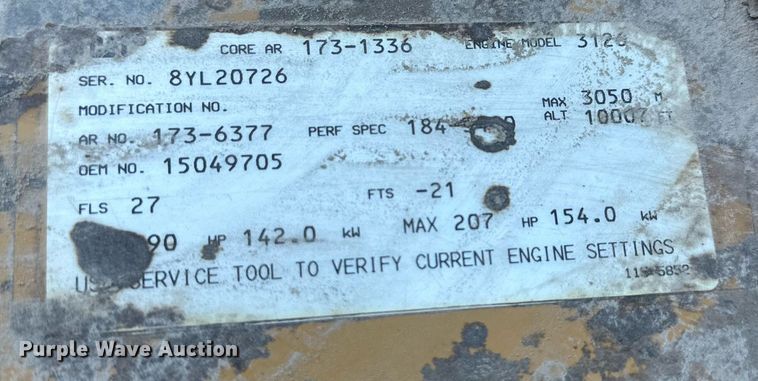 CORE AR 173-1336 ENGINE MODEL
SER. NO. 8YL20726
MODIFICATION NO. MAX 3050 M
AR NO. 173-6377 PERF SPEC ALT 10007 FT
OEM NO. 15049705
FLS 27 FTS -21
HP 142.0 kW MAX 207 HP 154.0 kW
SERVICE TOOL TO VERIFY CURRENT ENGINE SETTINGS
Purple Wave Auction